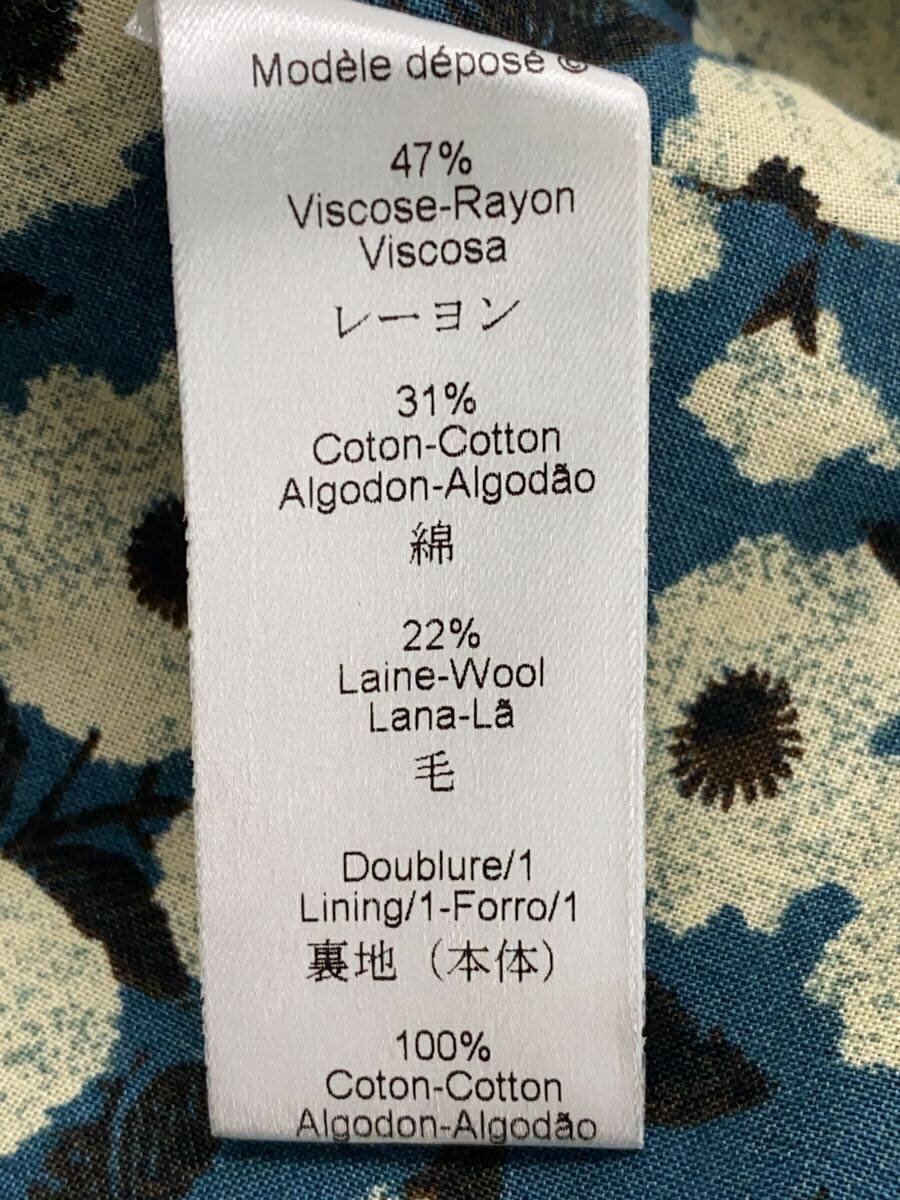 Modèle déposé ©
47%
Viscose-Rayon
Viscosa
レーヨン
31%
Coton-Cotton
Algodon-Algodão
綿
22%
Laine-Wool
Lana-Lã
毛
Doublure/1
Lining/1-Forro/1
裏地（本体）
100%
Coton-Cotton
Algodon-Algodão